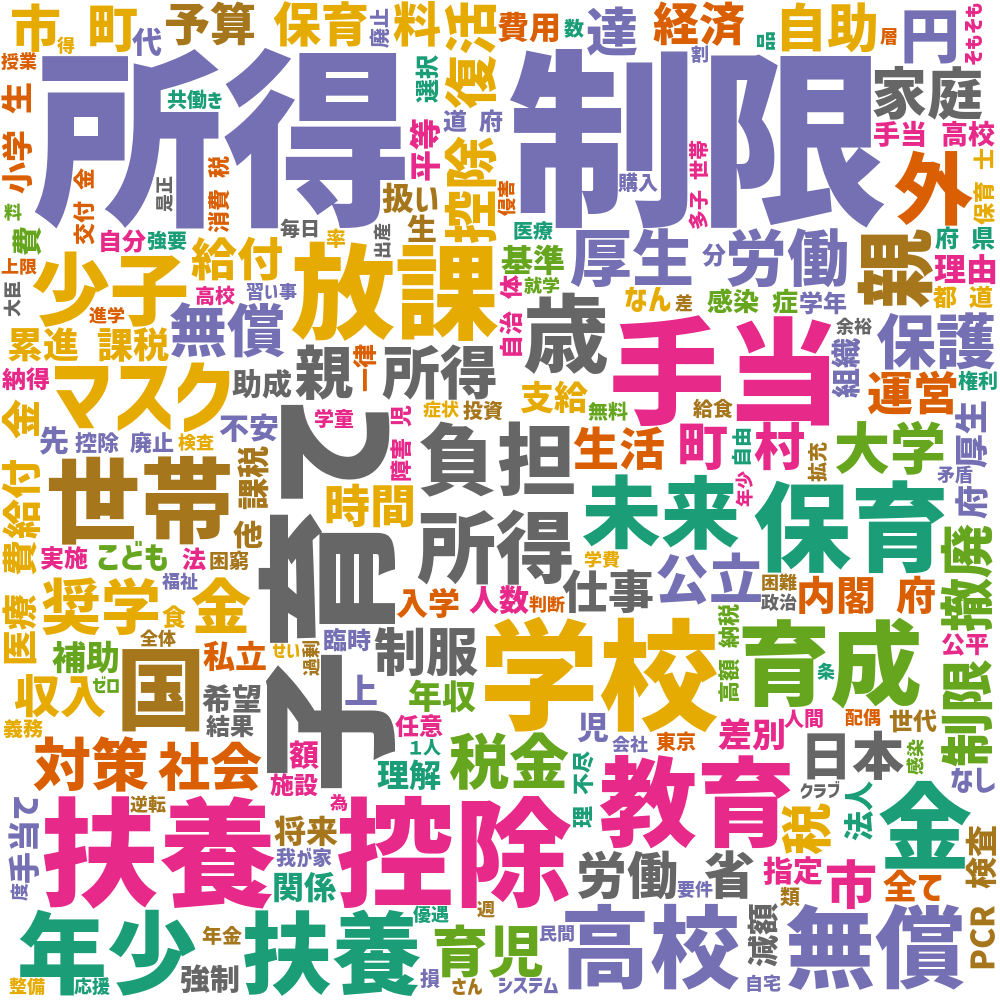 市
得
町
代
予算
保育
料
廃止
復活
費用
数
達
経済
割
品
自助
層
円
そもそも
授業
所得
制限
共働き
選択
家庭
生
小学
道 府
平等
手当 高校
世帯
多子
購入
外
士
保育
控除
侵害
扱い
生
税
消費
是正
金
交付
社
費
自分
強要
毎日
率
出産
医療
厚生
分
労働
親
府 県
理由
上限
大臣
少子
給付
高校
習い事
進学
放課
基準
就学
体
自治
歳
なん
差
感染 症
学年
都 道
累進 課税
無償
手当
余裕
組織
保護
納得
マスク
助成
親
一律
所得
支給
無料
給食
運営
権利
金
費給付
先
控除 廃止
検査
不安
学童
症状
投資
児
障害
負担
生活
町
自由
村
年少
拡充
大学
矛盾
厚生
府
世帯
課税
他
子育て
時間
所得
未来
保育
撤廃
制限
実施
こども
法
困窮
福祉
学費
仕事
公立
困難
政治
内閣 府
医療
奨学
食
金
全体
入学
人数
判断
納税
高額
公平
補助
ゼロ
国
私立
せい
過剰
臨時
制服
学校
育成
条
収入
希望
結果
上
年収
義務
任意
児
会社
東京
差別
人間
配偶
世代
感染
対策
社会
額
施設
1人
理解
税金
不尽
理
教育
日本
クラブ
なし
手当て
度
逆転
為
扶養
控除
将来
我が家
関係
税
法人
金
検査
PCR
労働
要件
省
指定
類
市
全て
年少
年金
扶養
優遇
週
育児
民間
高校
減額
無償
整備
応援
強制
損
さん
システム
自宅